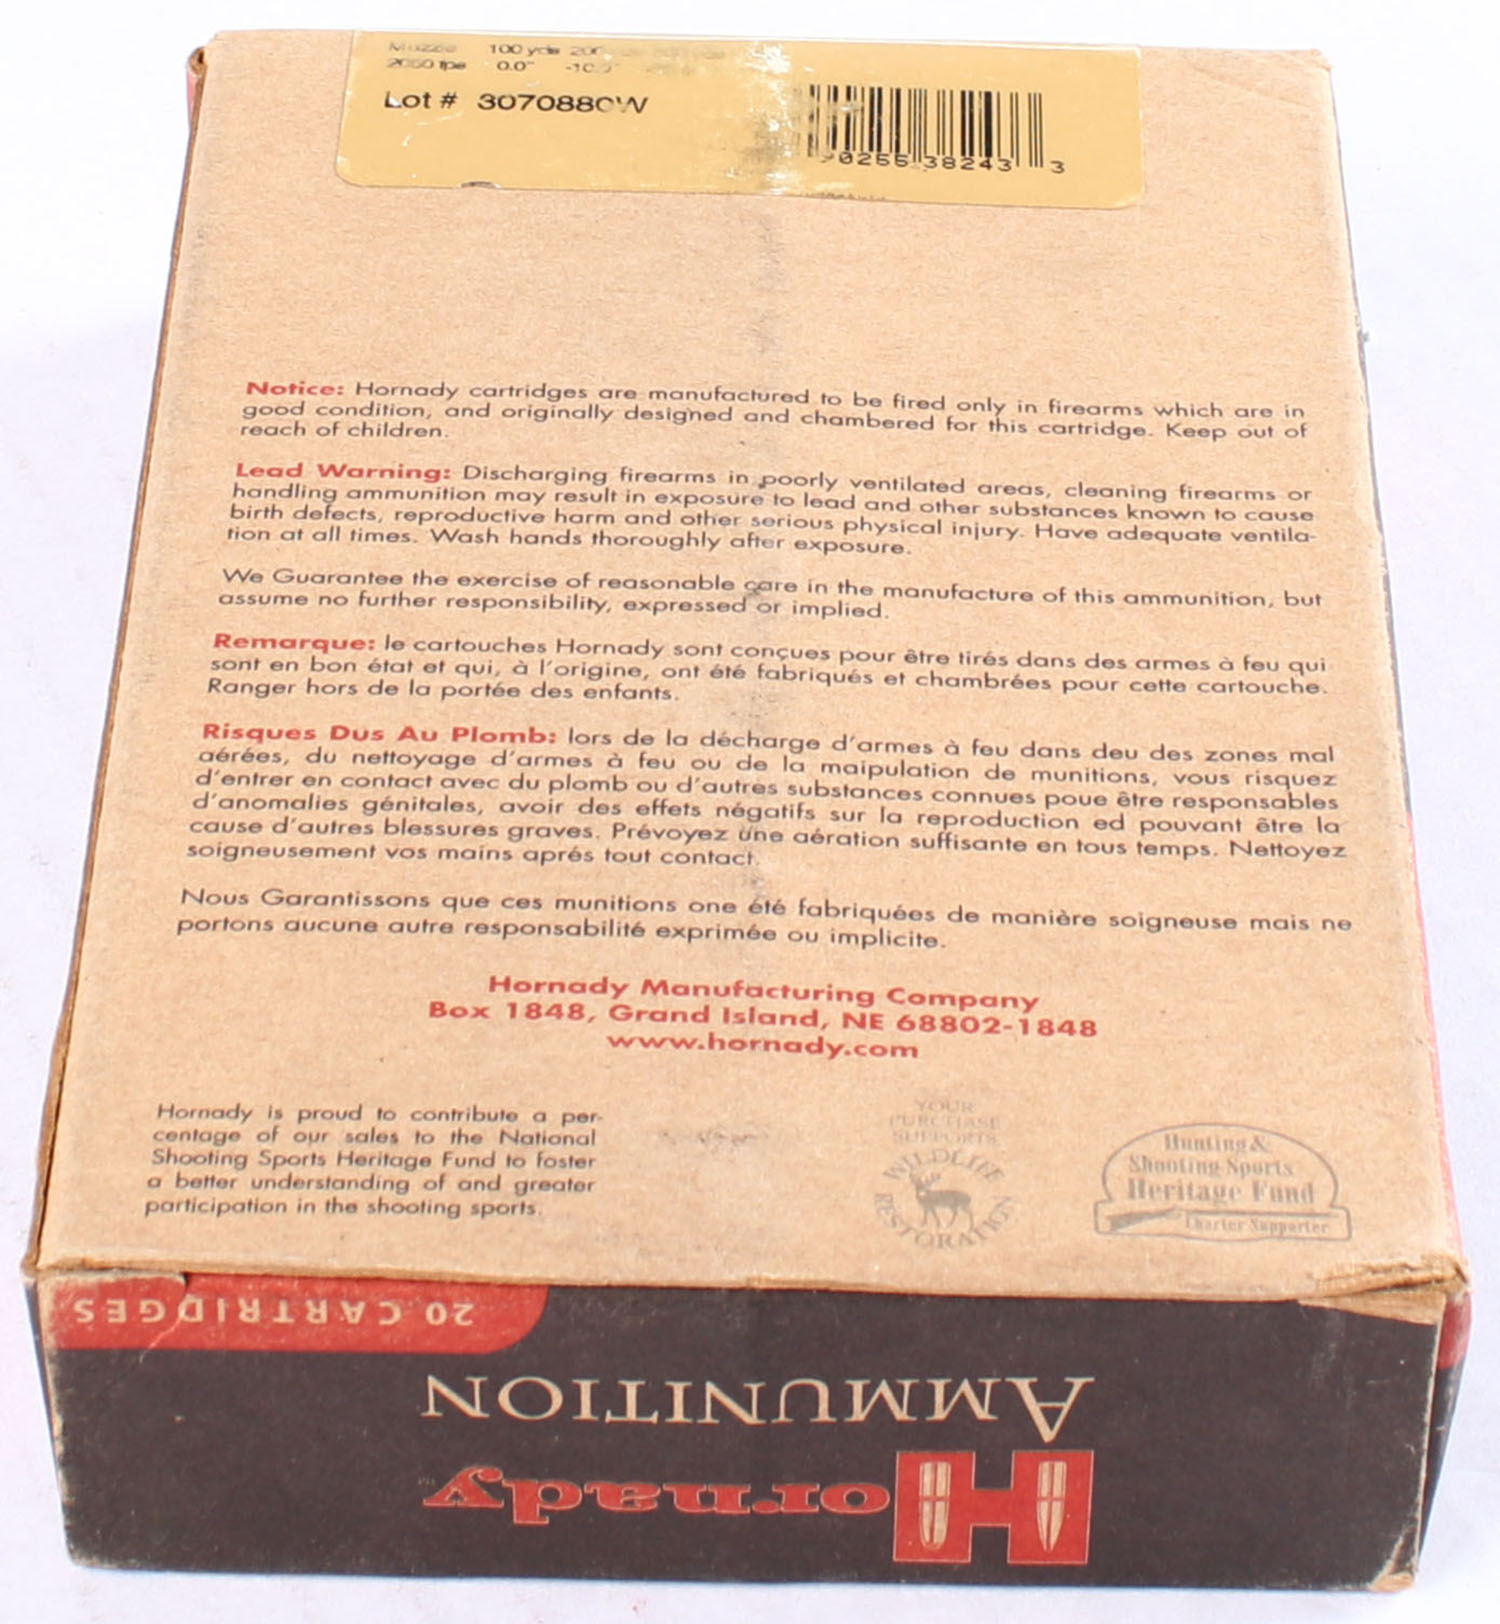 100 yds
0.0"
Lot # 3070880W
70255 38243 3
Notice: Hornady cartridges are manufactured to be fired only in firearms which are in
good condition, and originally designed and chambered for this cartridge. Keep out of
reach of children.
Lead Warning: Discharging firearms in poorly ventilated areas, cleaning firearms or
handling ammunition may result in exposure to lead and other substances known to cause
birth defects, reproductive harm and other serious physical injury. Have adequate ventila-
tion at all times. Wash hands thoroughly after exposure.
We Guarantee the exercise of reasonable care in the manufacture of this ammunition, but
assume no further responsibility, expressed or implied.
Remarque: le cartouches Hornady sont conçues pour être tirés dans des armes à feu qui
sont en bon état et qui, à l'origine, ont été fabriqués et chambrées pour cette cartouche.
Ranger hors de la portée des enfants.
Risques Dus Au Plomb: lors de la décharge d'armes à feu dans deu des zones mal
aérées, du nettoyage d'armes à feu ou de la maipulation de munitions, vous risquez
d'entrer en contact avec du plomb ou d'autres substances connues poue être responsables
d'anomalies génitales, avoir des effets négatifs sur la reproduction ed pouvant être la
cause d'autres blessures graves. Prévoyez une aération suffisante en tous temps. Nettoyez
soigneusement vos mains aprés tout contact.
Nous Garantissons que ces munitions one été fabriquées de manière soigneuse mais ne
portons aucune autre responsabilité exprimée ou implicite.
Hornady Manufacturing Company
Box 1848, Grand Island, NE 68802-1848
www.hornady.com
Hornady is proud to contribute a per-
centage of our sales to the National
Shooting Sports Heritage Fund to foster
a better understanding of and greater
participation in the shooting sports.
YOUR
PURCHASE
SUPPORTS
WILDLIFE
RESTORATION
Hunting &
Shooting Sports
Heritage Fund
Charter Supporter
20 CARTRIDGES
AMMUNITION
Hornady